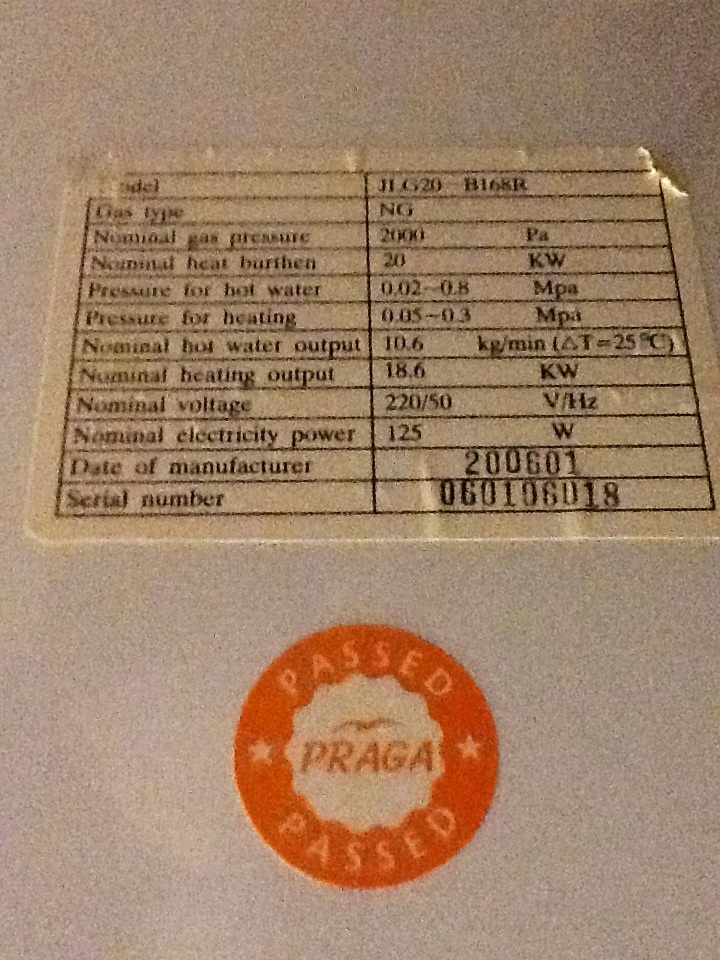 odel JLG20—B168R
Gas type NG
Nominal gas pressure 2000 Pa
Nominal heat burthen 20 KW
Pressure for hot water 0.02~0.8 Mpa
Pressure for heating 0.05~0.3 Mpa
Nominal hot water output 10.6 kg/min (△T=25℃)
Nominal heating output 18.6 KW
Nominal voltage 220/50 V/Hz
Nominal electricity power 125 W
Date of manufacturer 200601
Serial number 060106018
PASSED
PRAGA
PASSED